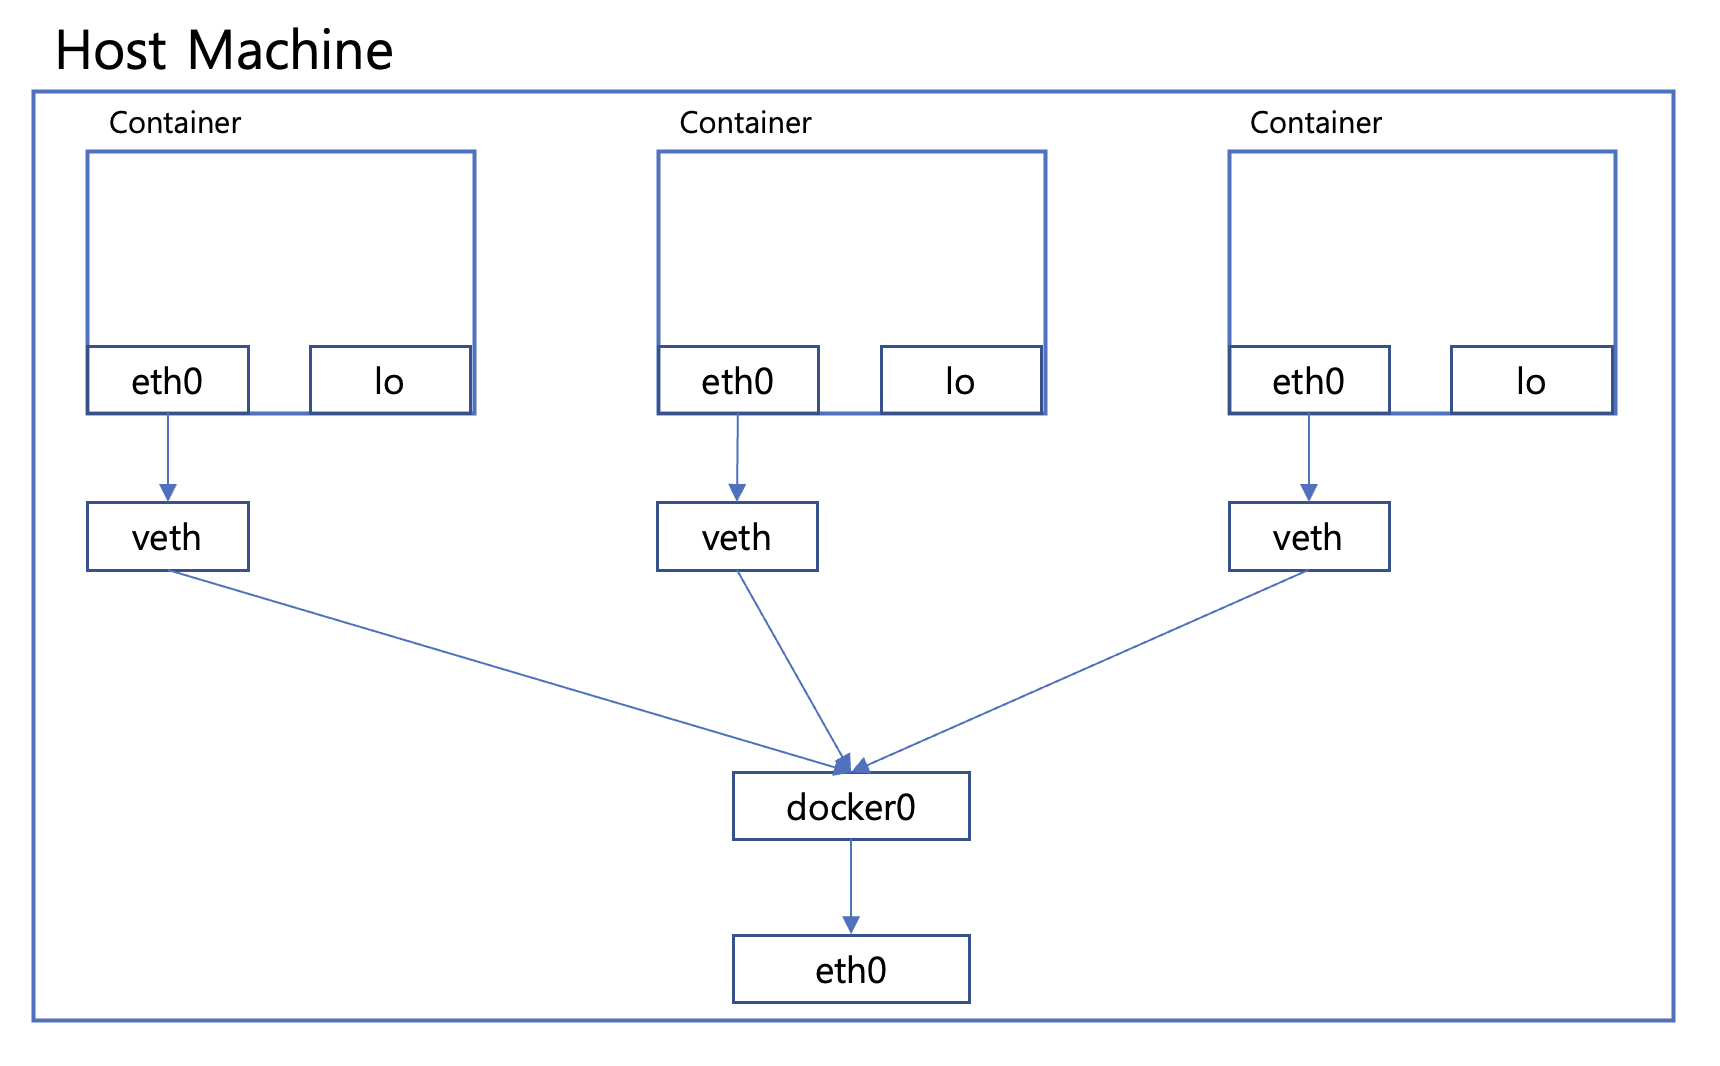 Host Machine
Container
Container
Container
eth0
lo
eth0
lo
eth0
lo
veth
veth
veth
docker0
eth0